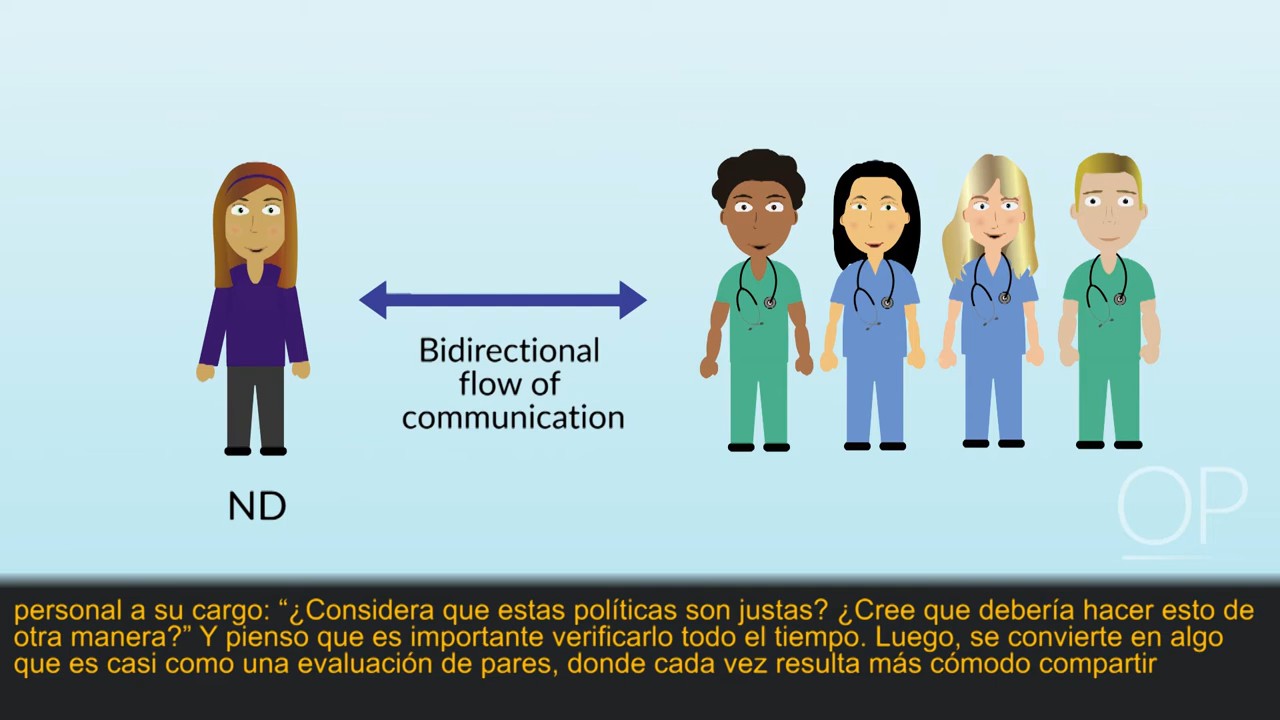 Bidirectional
flow of
communication
ND
OP
personal a su cargo: “¿Considera que estas políticas son justas? ¿Cree que debería hacer esto de
otra manera?” Y pienso que es importante verificarlo todo el tiempo. Luego, se convierte en algo
que es casi como una evaluación de pares, donde cada vez resulta más cómodo compartir